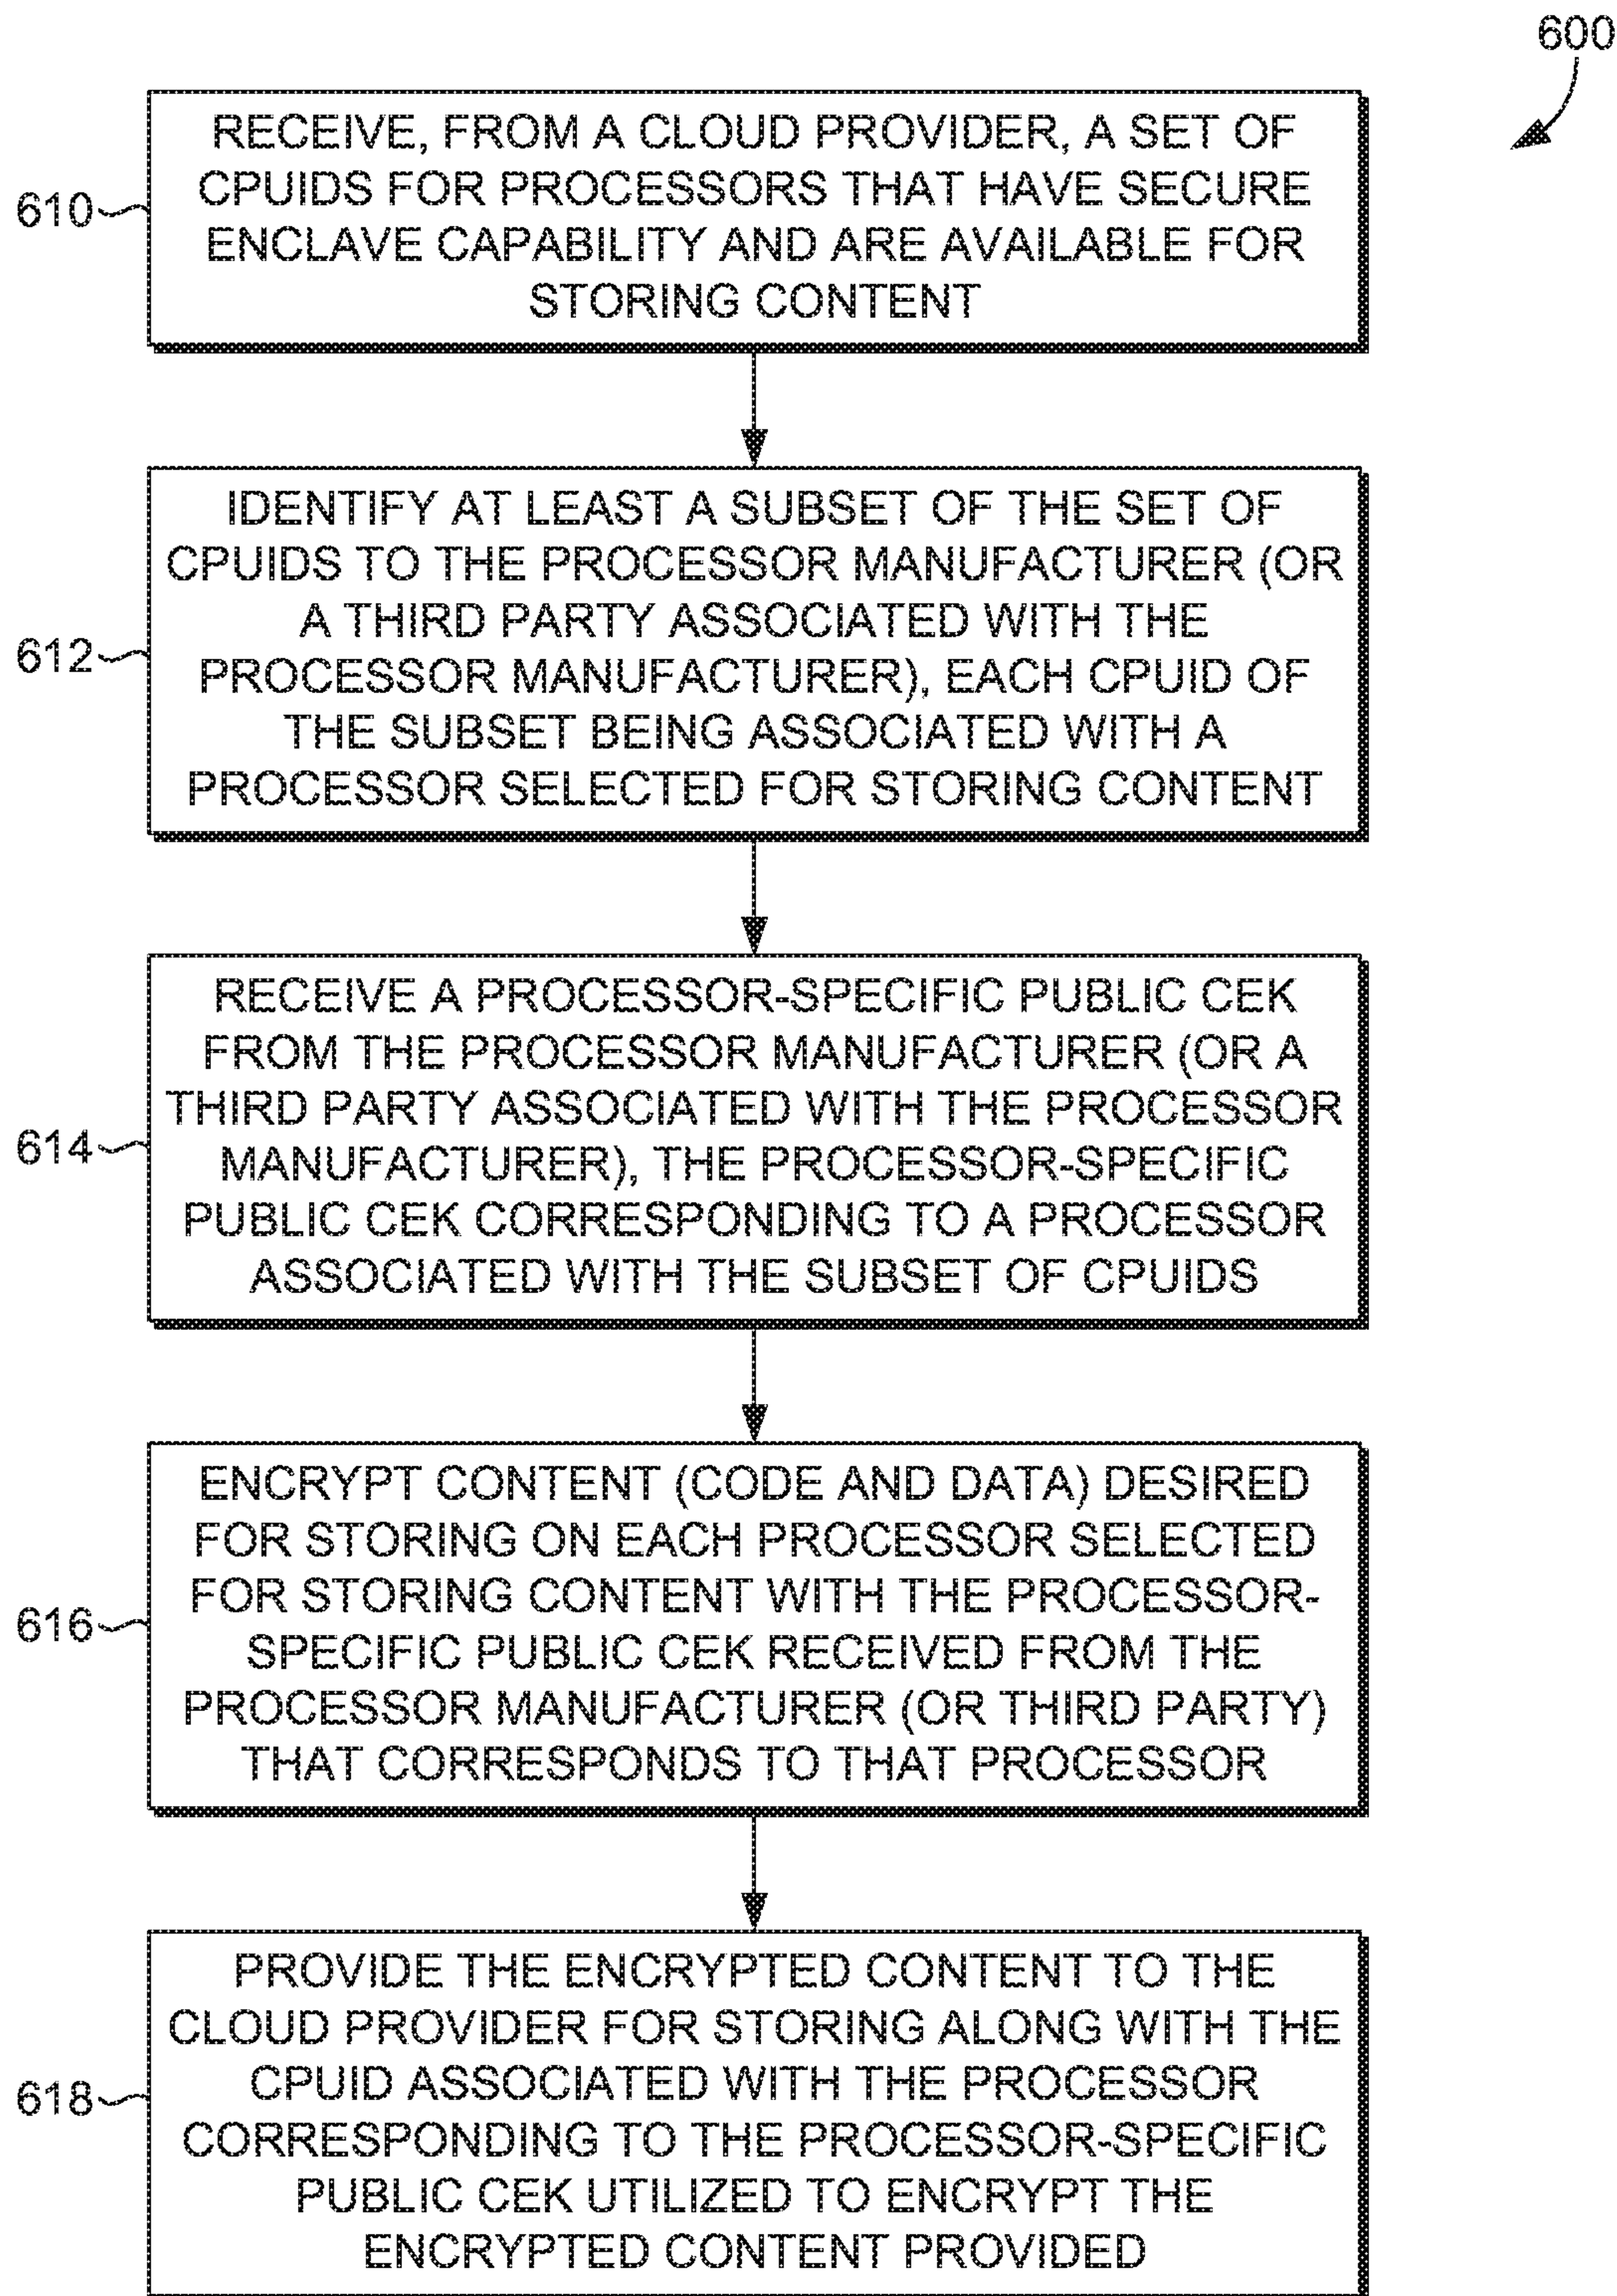 600
RECEIVE, FROM A CLOUD PROVIDER, A SET OF
CPUIDS FOR PROCESSORS THAT HAVE SECURE
610
ENCLAVE CAPABILITY AND ARE AVAILABLE FOR
STORING CONTENT
IDENTIFY AT LEAST A SUBSET OF THE SET OF
CPUIDS TO THE PROCESSOR MANUFACTURER (OR
A THIRD PARTY ASSOCIATED WITH THE
612
PROCESSOR MANUFACTURER), EACH CPUID OF
THE SUBSET BEING ASSOCIATED WITH A
PROCESSOR SELECTED FOR STORING CONTENT
RECEIVE A PROCESSOR-SPECIFIC PUBLIC CEK
FROM THE PROCESSOR MANUFACTURER (OR A
THIRD PARTY ASSOCIATED WITH THE PROCESSOR
614
MANUFACTURER), THE PROCESSOR-SPECIFIC
PUBLIC CEK CORRESPONDING TO A PROCESSOR
ASSOCIATED WITH THE SUBSET OF CPUIDS
ENCRYPT CONTENT (CODE AND DATA) DESIRED
FOR STORING ON EACH PROCESSOR SELECTED
FOR STORING CONTENT WITH THE PROCESSOR-
616
SPECIFIC PUBLIC CEK RECEIVED FROM THE
PROCESSOR MANUFACTURER (OR THIRD PARTY)
THAT CORRESPONDS TO THAT PROCESSOR
PROVIDE THE ENCRYPTED CONTENT TO THE
CLOUD PROVIDER FOR STORING ALONG WITH THE
CPUID ASSOCIATED WITH THE PROCESSOR
618
CORRESPONDING TO THE PROCESSOR-SPECIFIC
PUBLIC CEK UTILIZED TO ENCRYPT THE
ENCRYPTED CONTENT PROVIDED